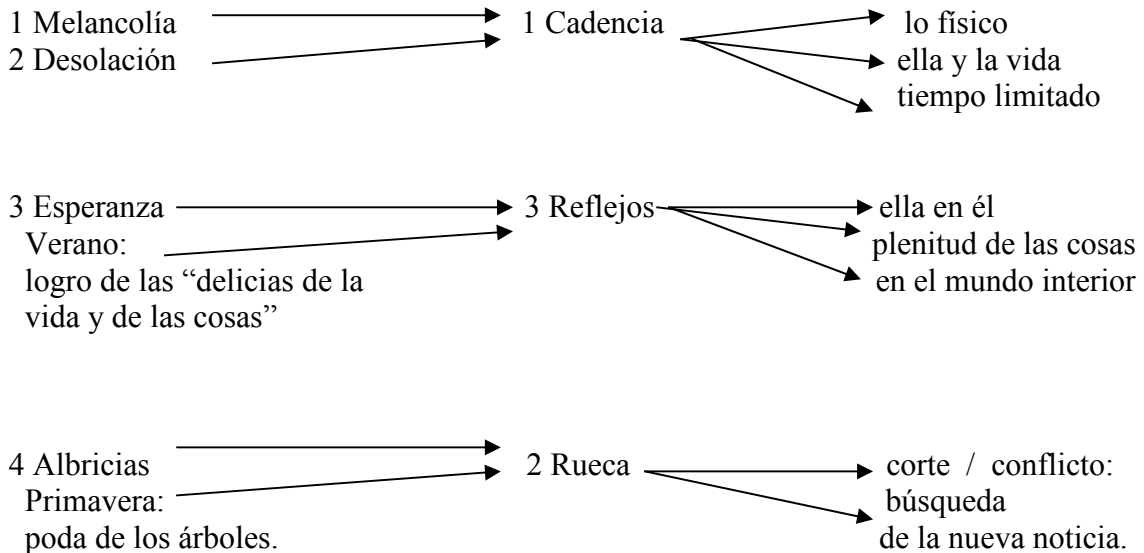 1 Melancolía 1 Cadencia lo físico
2 Desolación ella y la vida
tiempo limitado
3 Esperanza 3 Reflejos ella en él
Verano: plenitud de las cosas
logro de las “delicias de la en el mundo interior
vida y de las cosas”
4 Albricias 2 Rueca corte / conflicto:
Primavera: búsqueda
poda de los árboles. de la nueva noticia.